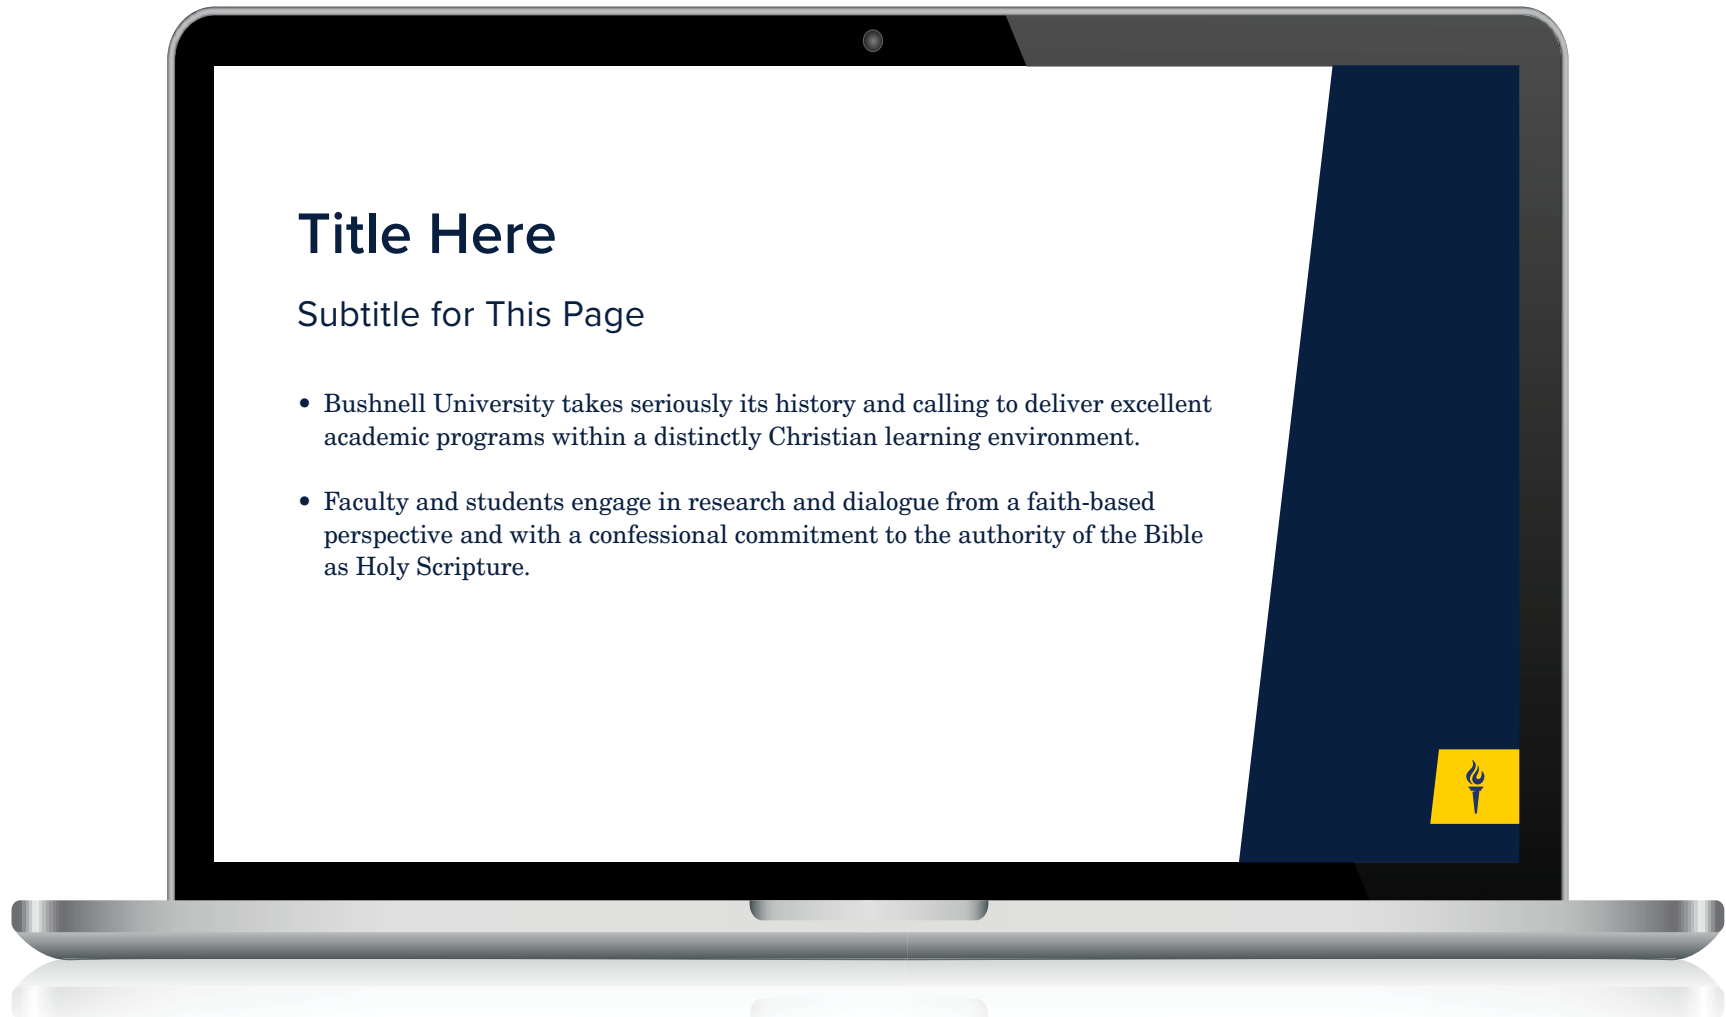 Title Here
Subtitle for This Page
• Bushnell University takes seriously its history and calling to deliver excellent
academic programs within a distinctly Christian learning environment.
• Faculty and students engage in research and dialogue from a faith-based
perspective and with a confessional commitment to the authority of the Bible
as Holy Scripture.